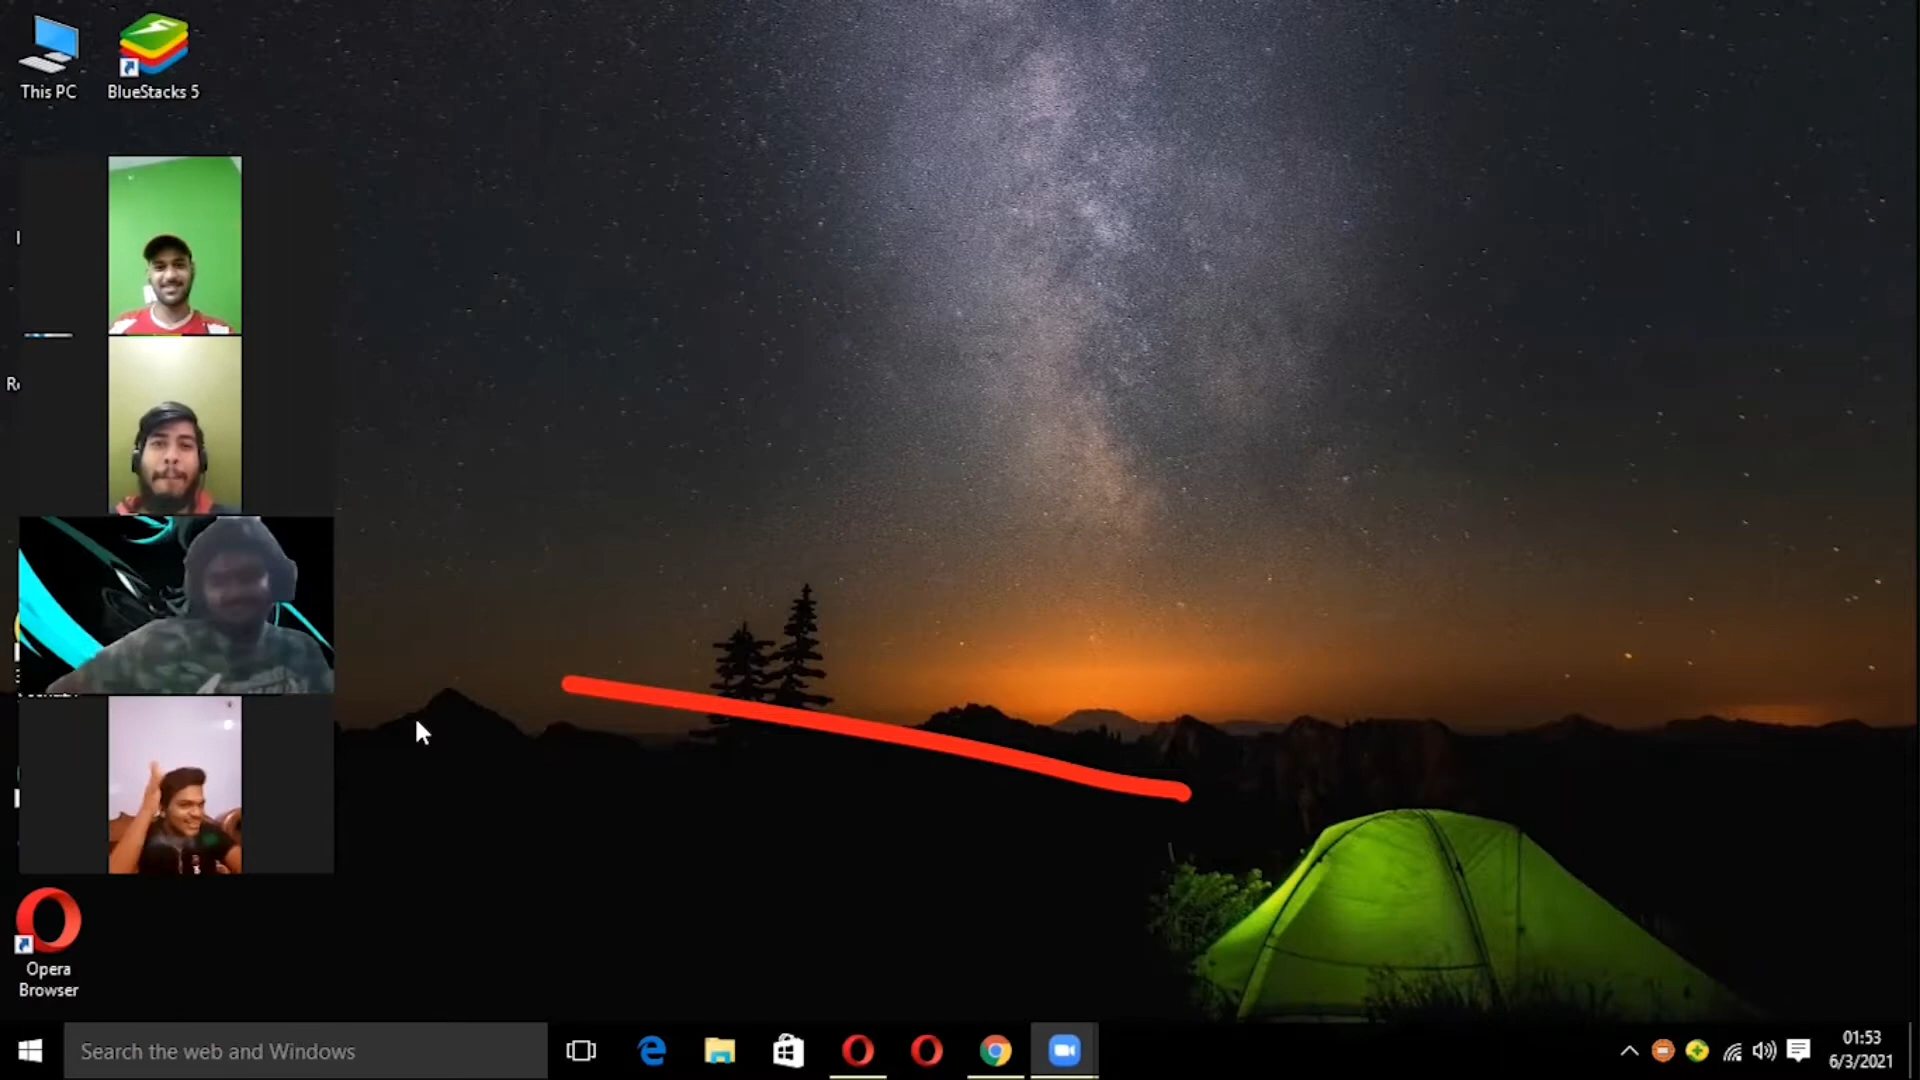 This PC
BlueStacks 5
Opera
Browser
Search the web and Windows
01:53
6/3/2021